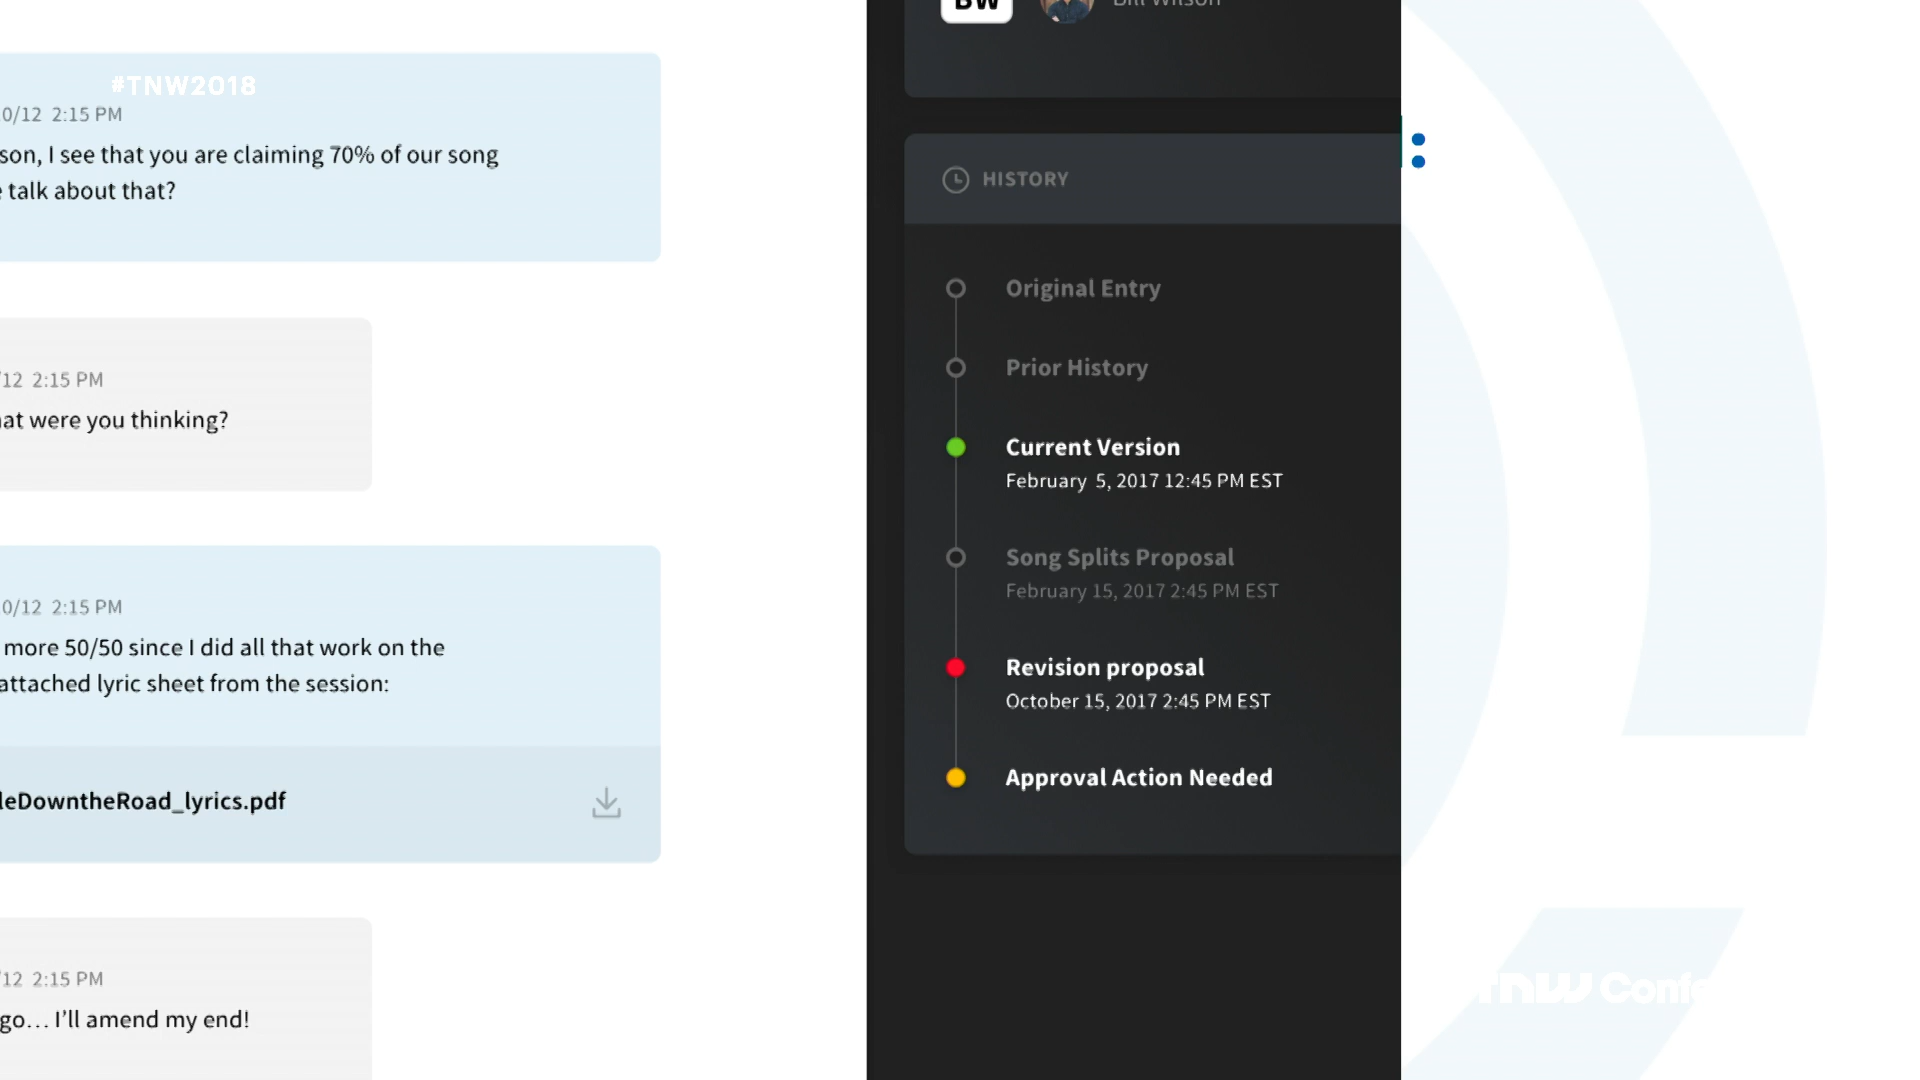 #TNW2018
0/12 2:15 PM
son, I see that you are claiming 70% of our song
talk about that?
/12 2:15 PM
at were you thinking?
0/12 2:15 PM
more 50/50 since I did all that work on the
attached lyric sheet from the session:
leDowntheRoad_lyrics.pdf
/12 2:15 PM
go... I'll amend my end!
BW
Bill Wilson
HISTORY
Original Entry
Prior History
Current Version
February 5, 2017 12:45 PM EST
Song Splits Proposal
February 15, 2017 2:45 PM EST
Revision proposal
October 15, 2017 2:45 PM EST
Approval Action Needed
:
TNW Confe